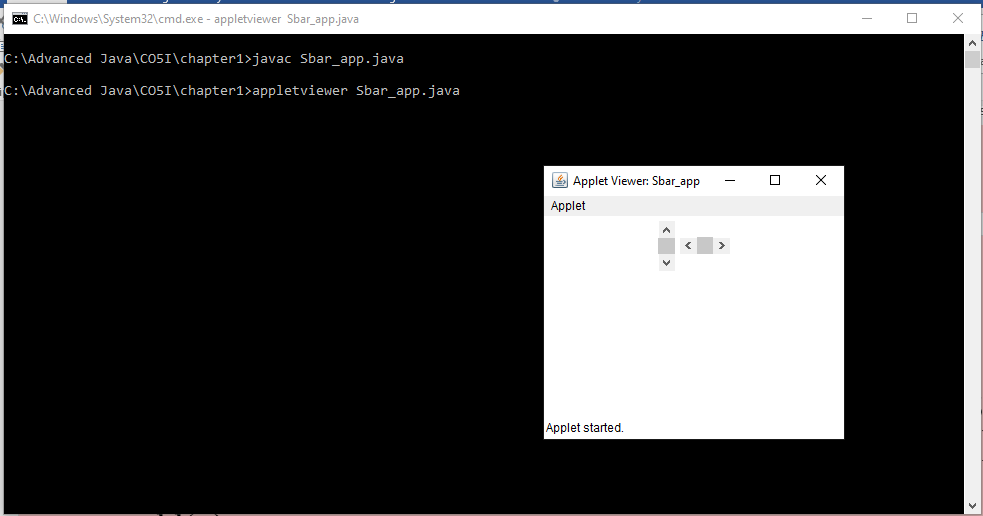 C:\Windows\System32\cmd.exe - appletviewer Sbar_app.java
C:\Advanced Java\CO5I\chapter1>javac Sbar_app.java
C:\Advanced Java\CO5I\chapter1>appletviewer Sbar_app.java
Applet Viewer: Sbar_app
Applet
Applet started.